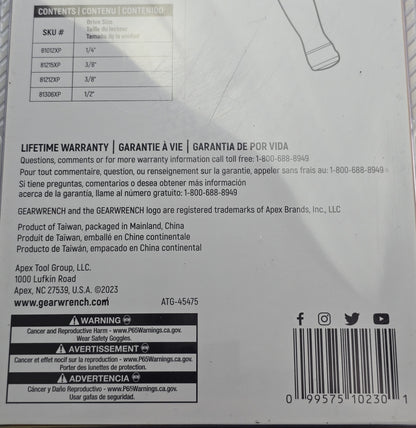 CONTENTS | CONTENU | CONTENIDO
SKU # Drive Size
Taille du lecteur
Tamaño de la unidad
81012XP 1/4"
81215XP 3/8"
81212XP 3/8"
81306XP 1/2"
LIFETIME WARRANTY | GARANTIE À VIE | GARANTIA DE POR VIDA
Questions, comments or for more warranty information call toll free: 1-800-688-8949
Pour tout commentaire, question, ou renseignement sur la garantie, appeler sans frais au: 1-800-688-8949
Si tiene preguntas, comentarios o desea obtener más información
acerca de la garantía, llame al número gratuito: 1-800-688-8949
GEARWRENCH and the GEARWRENCH logo are registered trademarks of Apex Brands, Inc., LLC
Product of Taiwan, packaged in Mainland, China
Produit de Taiwan, emballé en Chine continentale
Producto de Taiwán, empacado en China continental
Apex Tool Group, LLC.
1000 Lufkin Road
Apex, NC 27539, U.S.A. ©2023
www.gearwrench.com ATG-45475
WARNING
Cancer and Reproductive Harm - www.P65Warnings.ca.gov.
Wear Safety Goggles.
AVERTISSEMENT
Cancer et effet nocif sur la reproduction - www.P65Warnings.ca.gov.
Porter des lunettes de protection.
ADVERTENCIA
Cáncer y Daño Reproductivo - www.P65Warnings.ca.gov.
Usar gafas de seguridad.
0 99575 10230 1